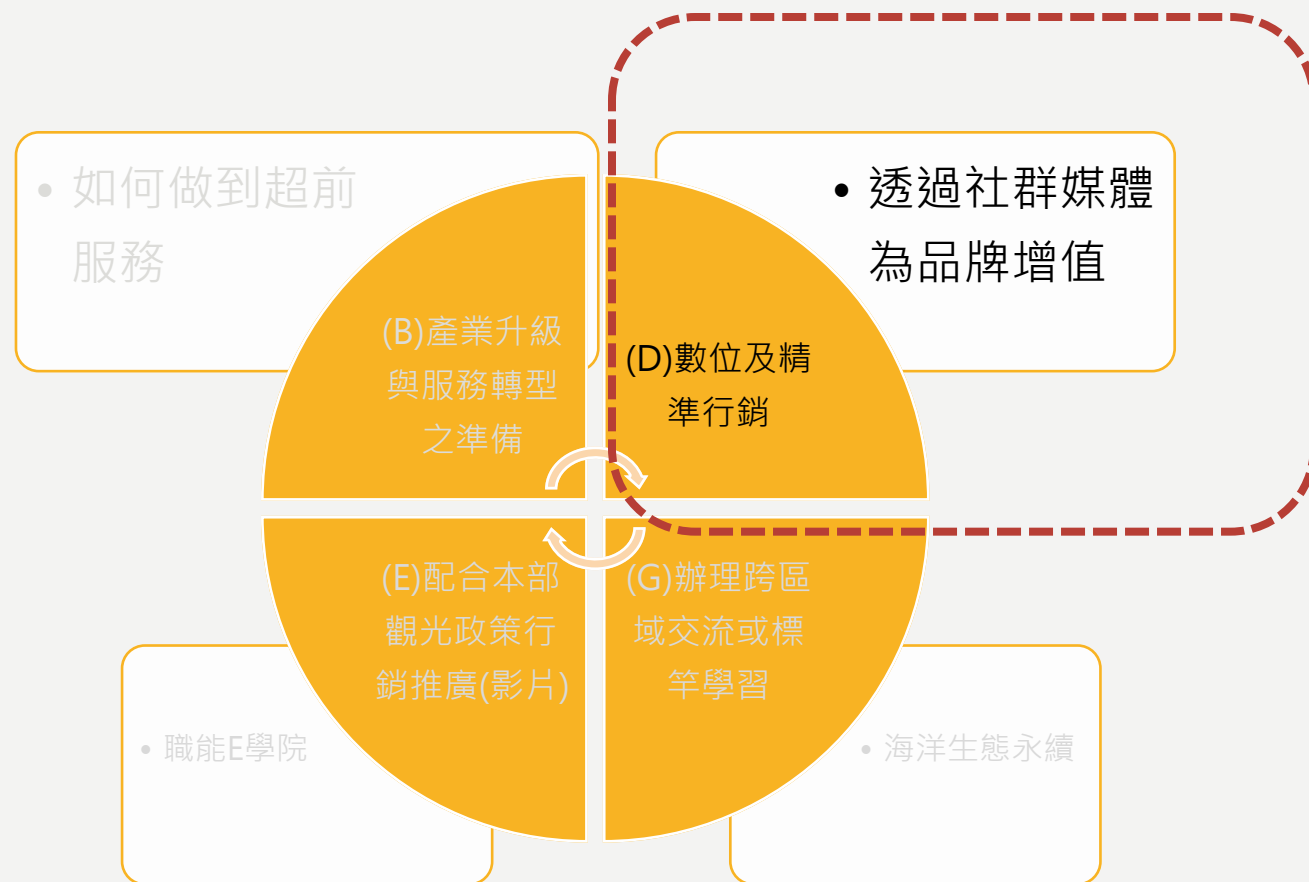 • 如何做到超前
服務
• 透過社群媒體
為品牌增值
(B)產業升級
與服務轉型
之準備
(D)數位及精
準行銷
(E)配合本部
觀光政策行
銷推廣(影片)
(G)辦理跨區
域交流或標
竿學習
• 職能E學院
• 海洋生態永續